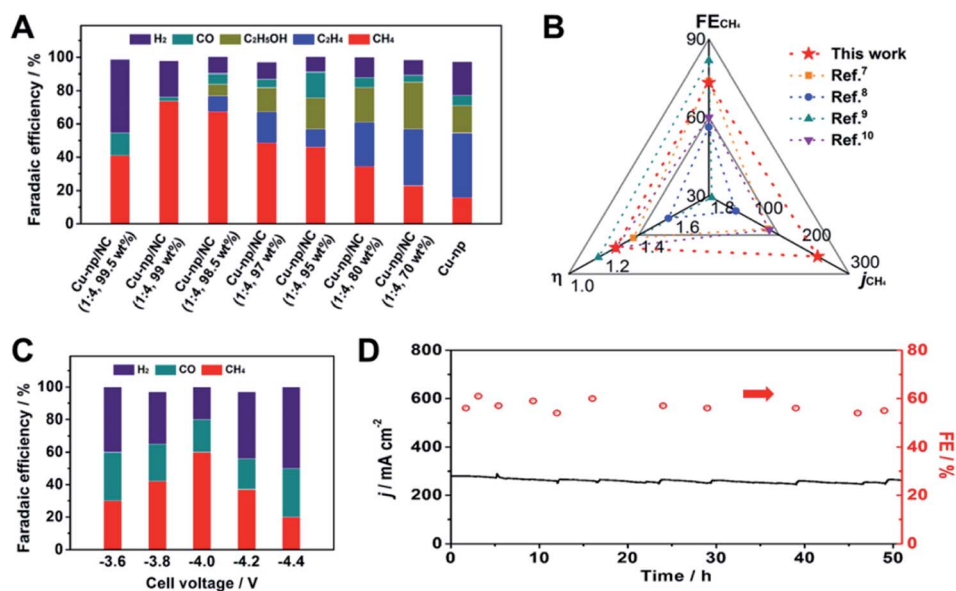 A
H₂ CO C₂H₅OH C₂H₄ CH₄
Faradaic efficiency / %
100
80
60
40
20
0
Cu-np/NC (1:4, 99.5 wt%)
Cu-np/NC (1:4, 99 wt%)
Cu-np/NC (1:4, 98.5 wt%)
Cu-np/NC (1:4, 97 wt%)
Cu-np/NC (1:4, 95 wt%)
Cu-np/NC (1:4, 80 wt%)
Cu-np/NC (1:4, 70 wt%)
Cu-np
B
FE_CH₄
90
60
30
1.8
1.6
1.4
1.2
1.0
η
100
200
300
j_CH₄
This work
Ref.⁷
Ref.⁸
Ref.⁹
Ref.¹⁰
C
H₂ CO CH₄
Faradaic efficiency / %
100
80
60
40
20
0
-3.6 -3.8 -4.0 -4.2 -4.4
Cell voltage / V
D
j / mA cm⁻²
800
600
400
200
0
0 10 20 30 40 50
Time / h
80
60
40
20
0
FE / %